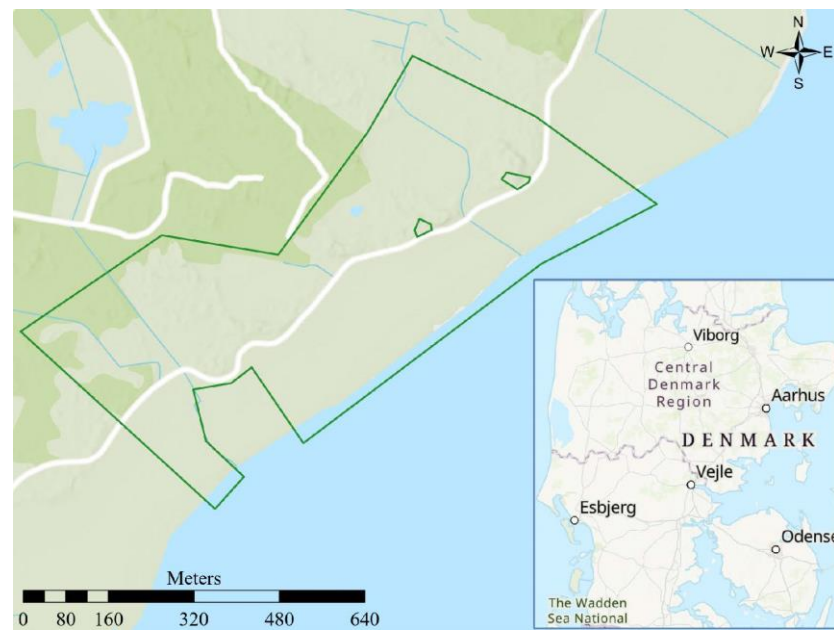 N
W E
S
Viborg
Central
Denmark
Region
Aarhus
DENMARK
Vejle
Esbjerg
Odense
The Wadden
Sea National
Meters
0 80 160 320 480 640